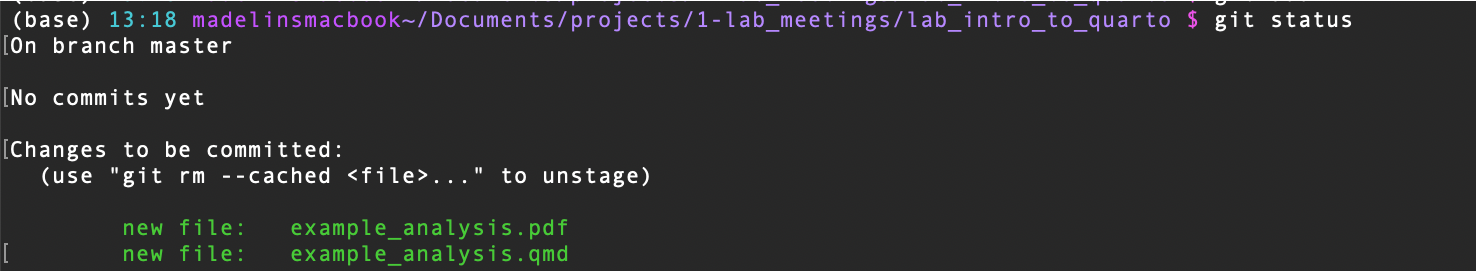 (base) 13:18 madelinsmacbook~/Documents/projects/1-lab_meetings/lab_intro_to_quarto $ git status
[On branch master
[No commits yet
[Changes to be committed:
(use "git rm --cached <file>..." to unstage)
new file: example_analysis.pdf
[ new file: example_analysis.qmd